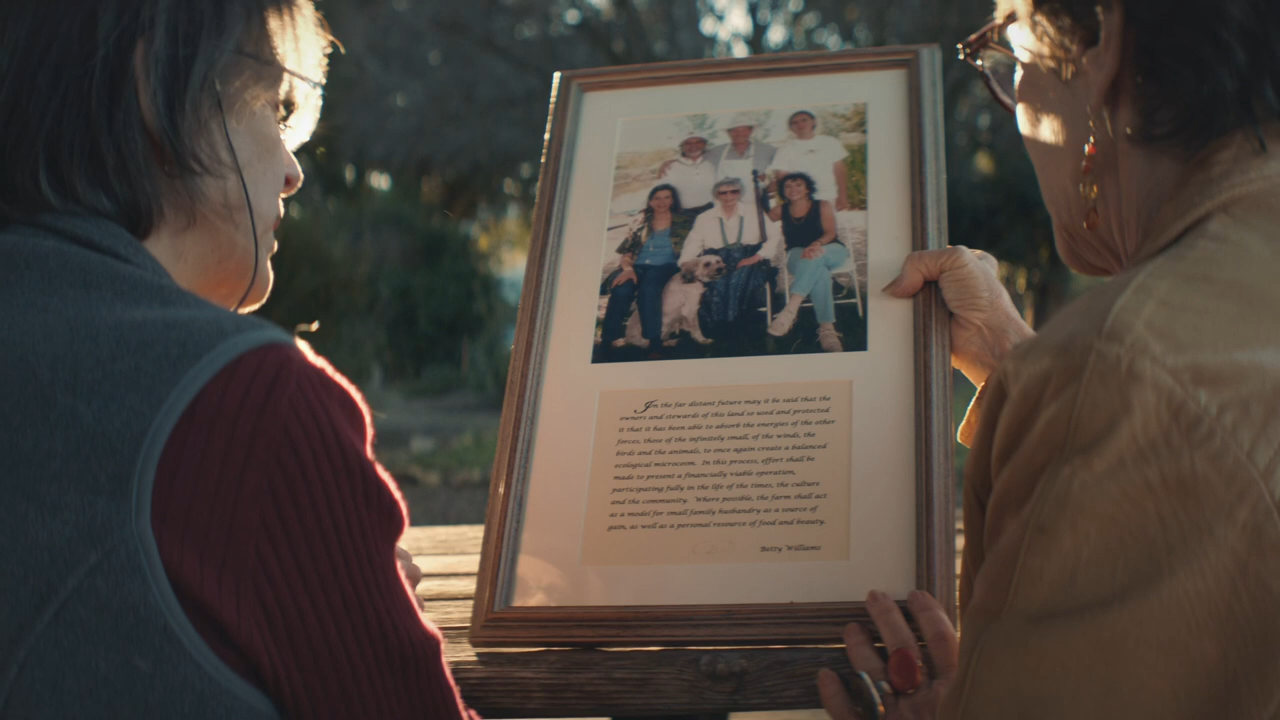 In the far distant future may it be said that the
owners and stewards of this land so used and protected
it that it has been able to absorb the energies of the other
forces, those of the infinitely small, of the winds, the
birds and the animals, to once again create a balanced
ecological microcosm. In this process, effort shall be
made to present a financially viable operation,
participating fully in the life of the times, the culture
and the community. Where possible, the farm shall act
as a model for small family husbandry as a source of
gain, as well as a personal resource of food and beauty.
Betty Williams